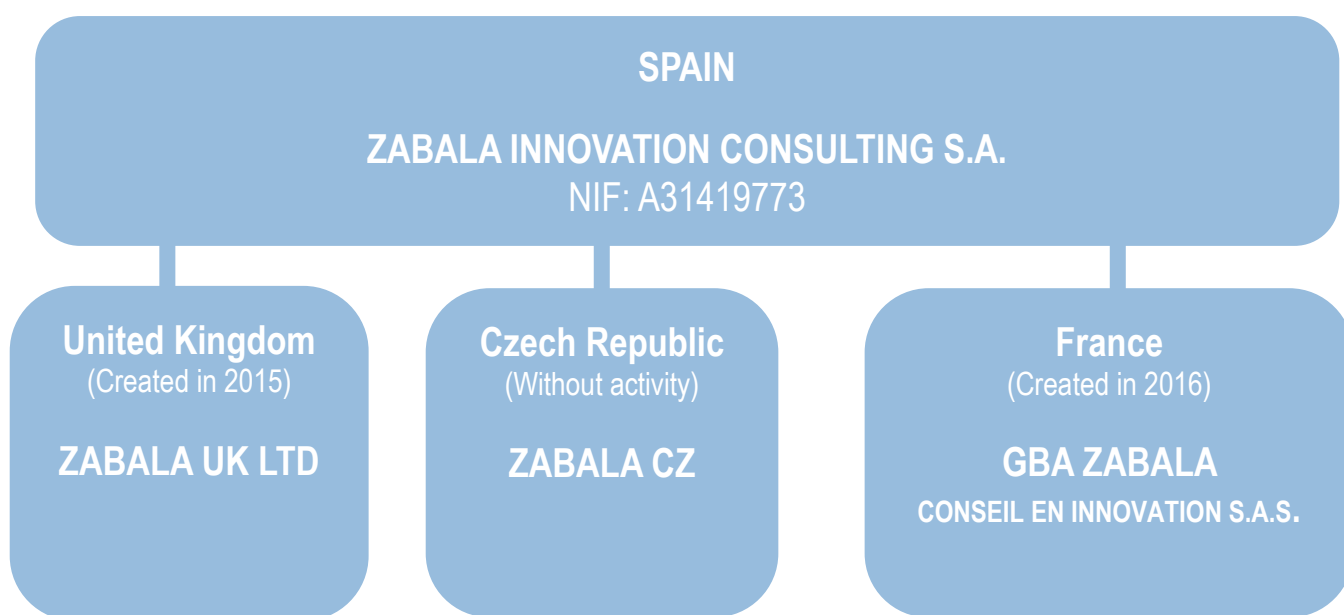 SPAIN
ZABALA INNOVATION CONSULTING S.A.
NIF: A31419773
United Kingdom
(Created in 2015)
ZABALA UK LTD
Czech Republic
(Without activity)
ZABALA CZ
France
(Created in 2016)
GBA ZABALA
CONSEIL EN INNOVATION S.A.S.